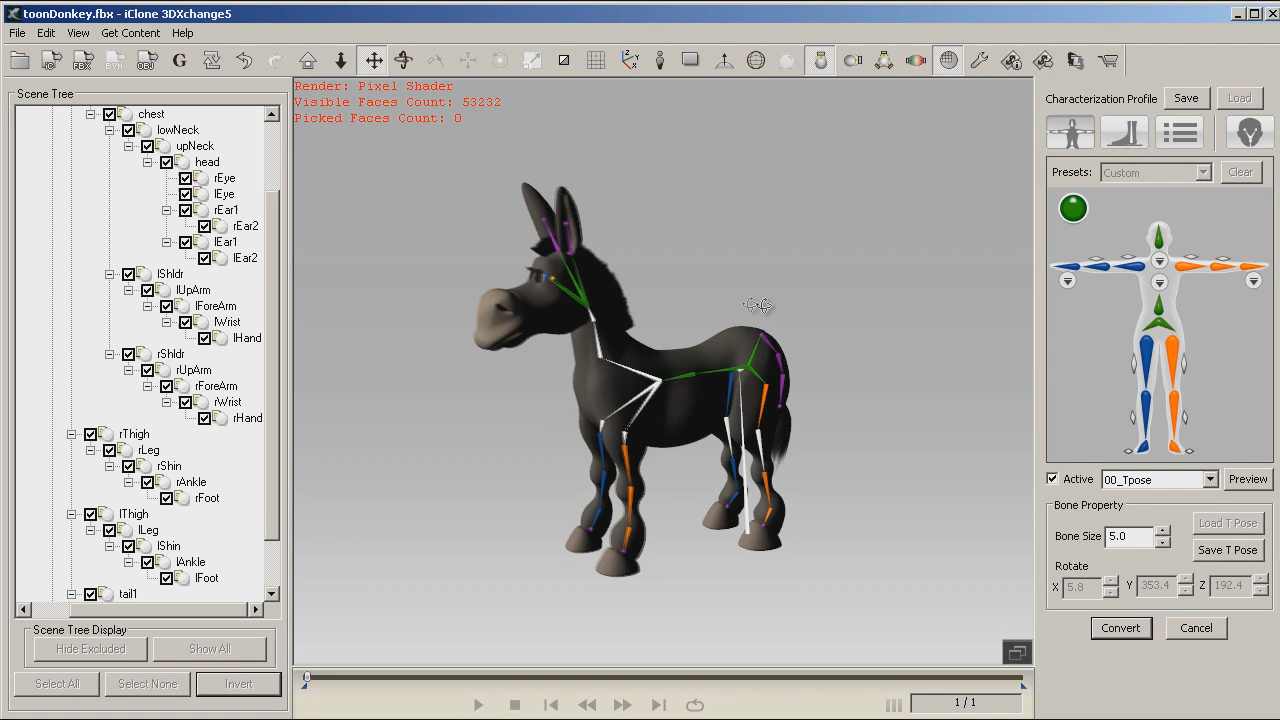 toonDonkey.fbx - iClone 3DXchange5
File Edit View Get Content Help
Scene Tree
chest
lowNeck
upNeck
head
rEye
lEye
rEar1
rEar2
lEar1
lEar2
lShldr
lUpArm
lForeArm
lWrist
lHand
rShldr
rUpArm
rForeArm
rWrist
rHand
rThigh
rLeg
rShin
rAnkle
rFoot
lThigh
lLeg
lShin
lAnkle
lFoot
tail1
Scene Tree Display
Hide Excluded Show All
Select All Select None Invert
Render: Pixel Shader
Visible Faces Count: 53232
Picked Faces Count: 0
1 / 1
Characterization Profile Save Load
Presets: Custom Clear
Active 00_Tpose Preview
Bone Property
Bone Size 5.0 Load T Pose
Save T Pose
Rotate
X 5.8 Y 353.4 Z 192.4
Convert Cancel